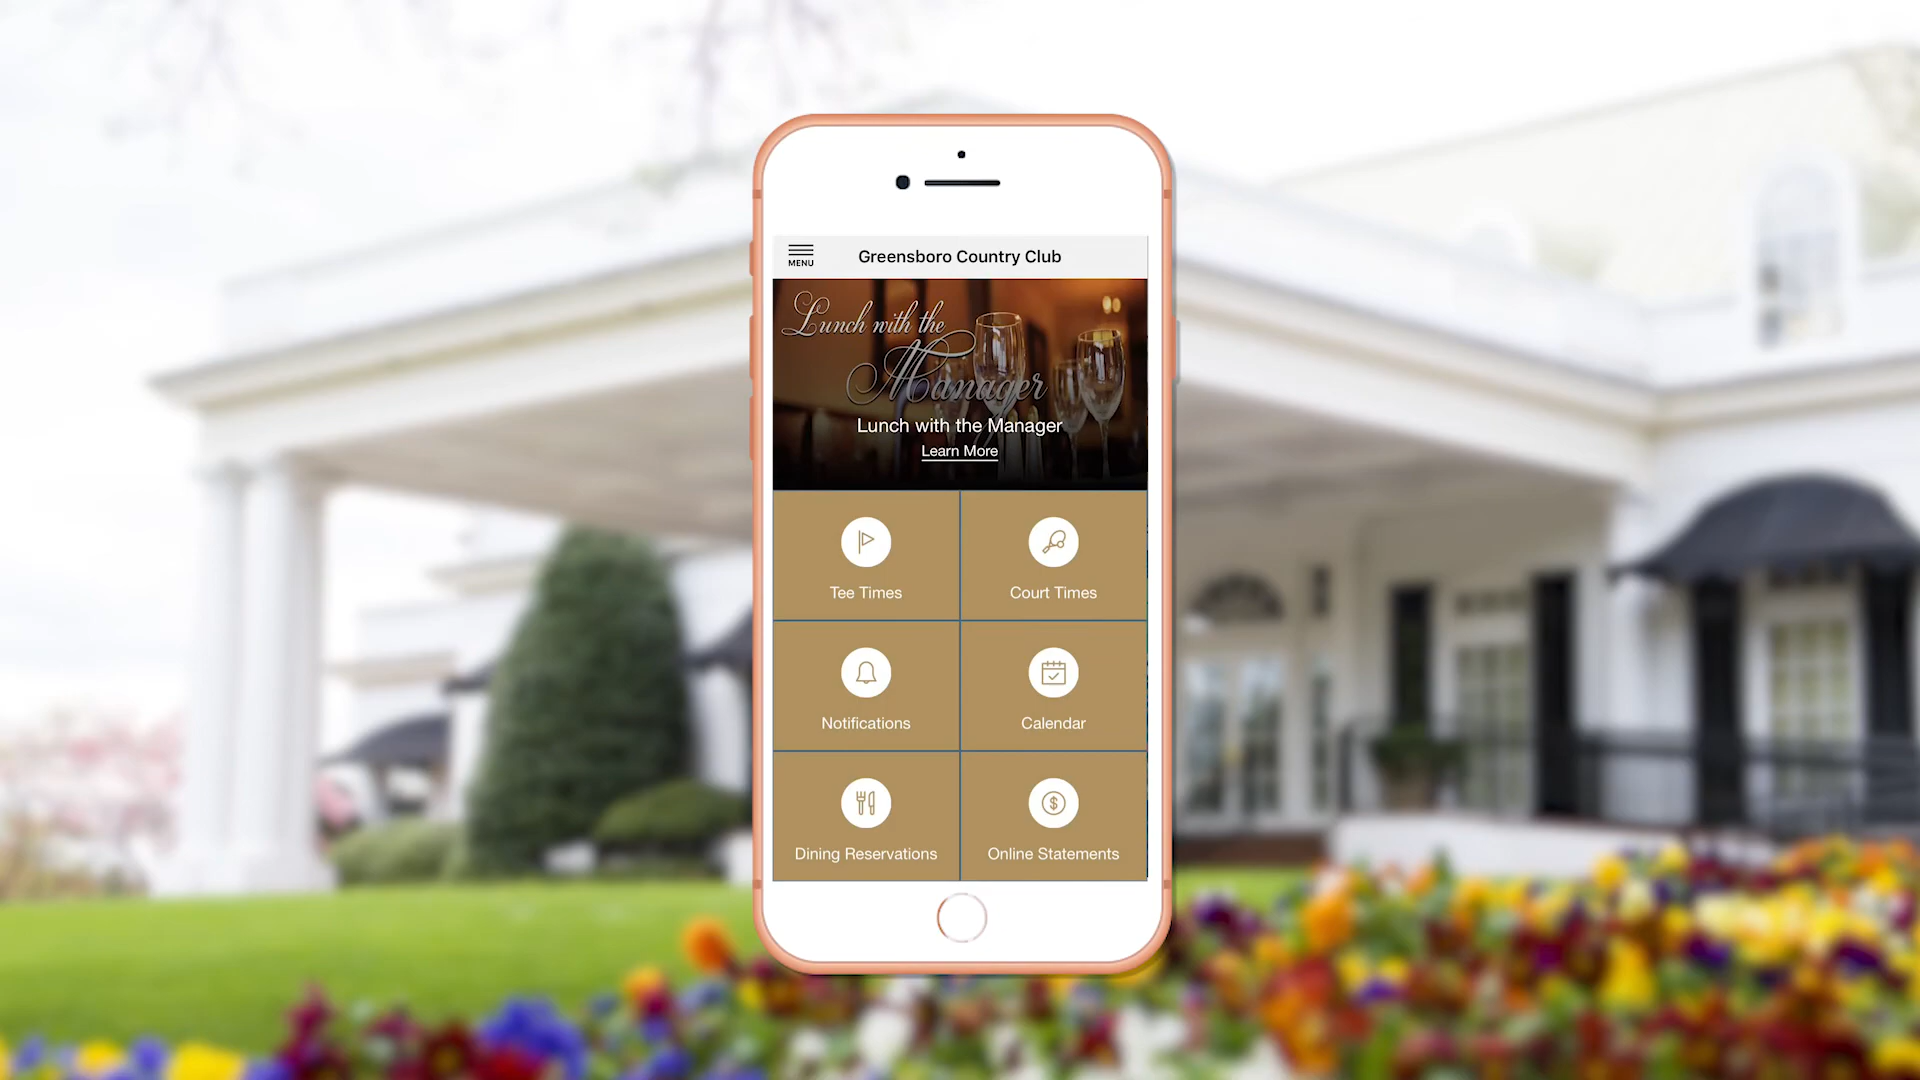 MENU
Greensboro Country Club
Lunch with the
Manager
Lunch with the Manager
Learn More
Tee Times
Court Times
Notifications
Calendar
Dining Reservations
Online Statements